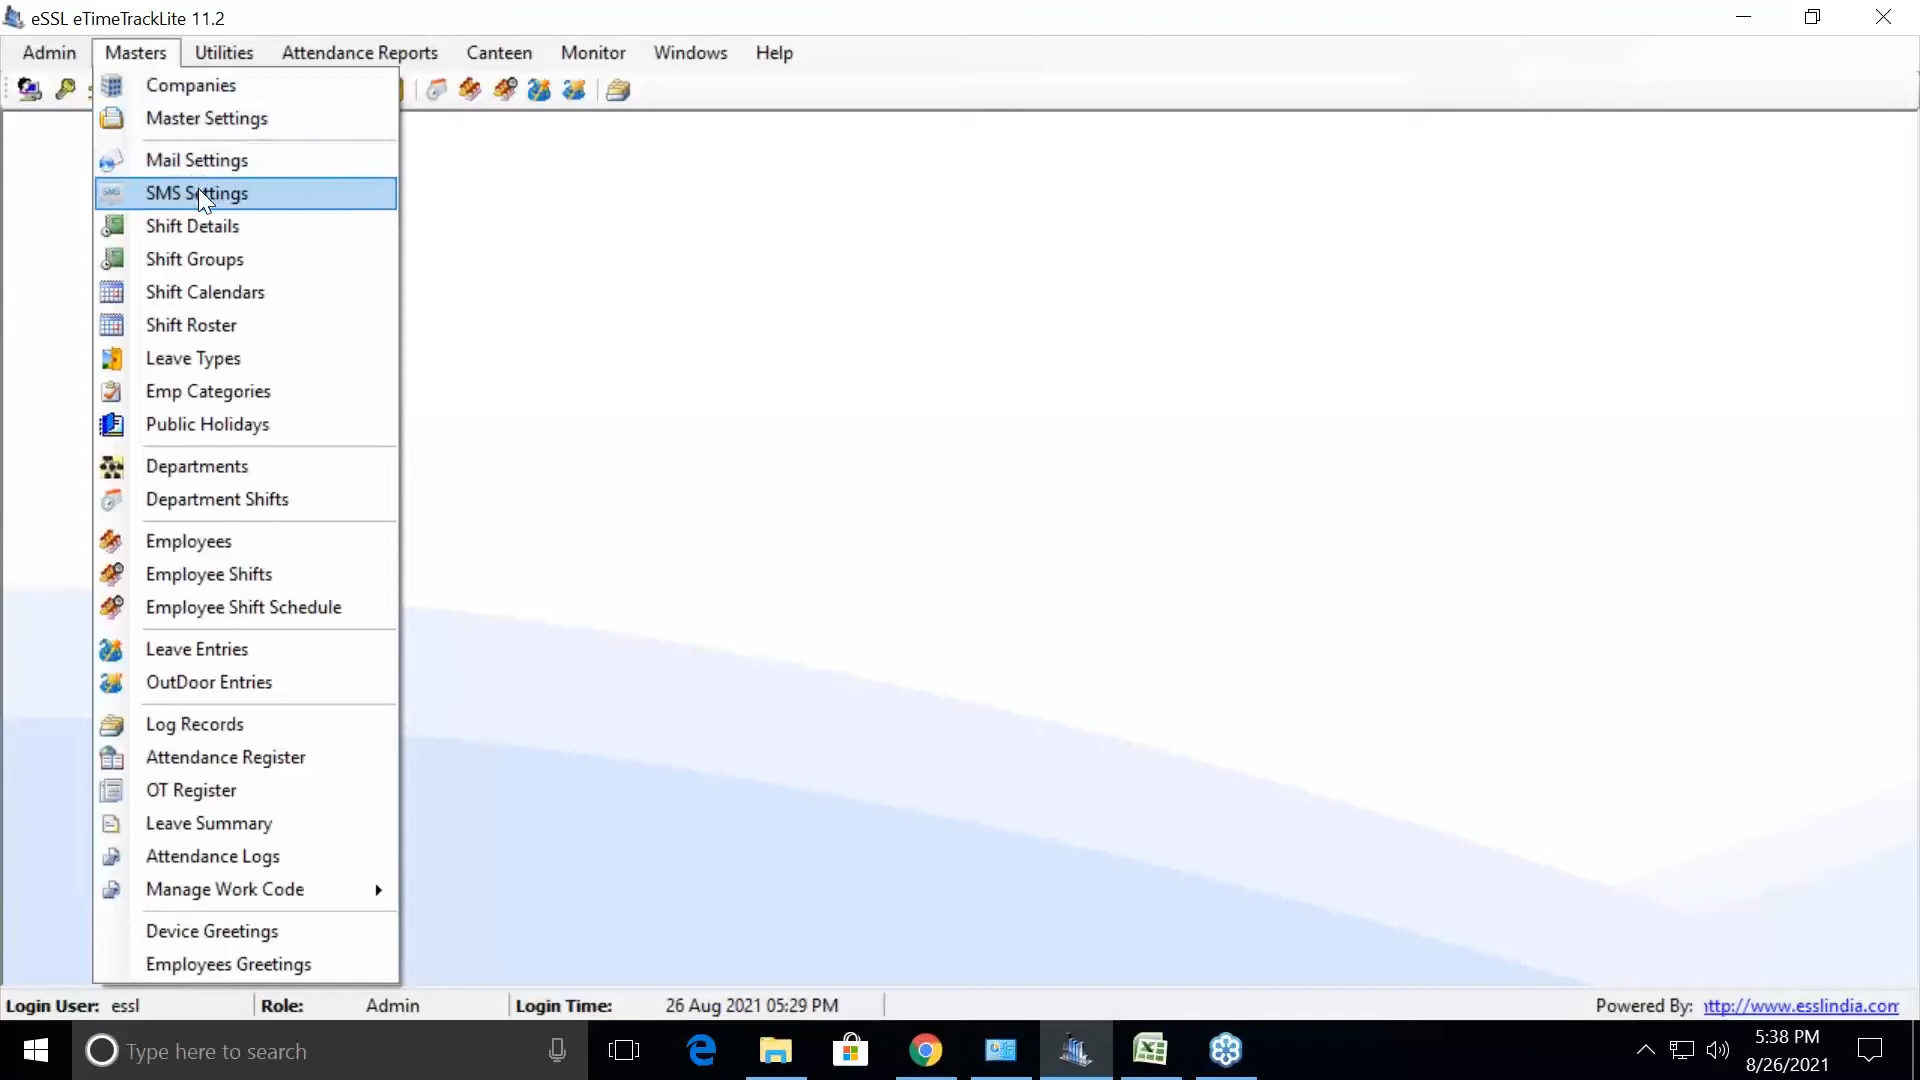 eSSL eTimeTrackLite 11.2
Admin Masters Utilities Attendance Reports Canteen Monitor Windows Help
Companies
Master Settings
Mail Settings
SMS Settings
Shift Details
Shift Groups
Shift Calendars
Shift Roster
Leave Types
Emp Categories
Public Holidays
Departments
Department Shifts
Employees
Employee Shifts
Employee Shift Schedule
Leave Entries
OutDoor Entries
Log Records
Attendance Register
OT Register
Leave Summary
Attendance Logs
Manage Work Code
Device Greetings
Employees Greetings
Login User: essl Role: Admin Login Time: 26 Aug 2021 05:29 PM Powered By: ttp://www.esslindia.com
Type here to search
5:38 PM
8/26/2021